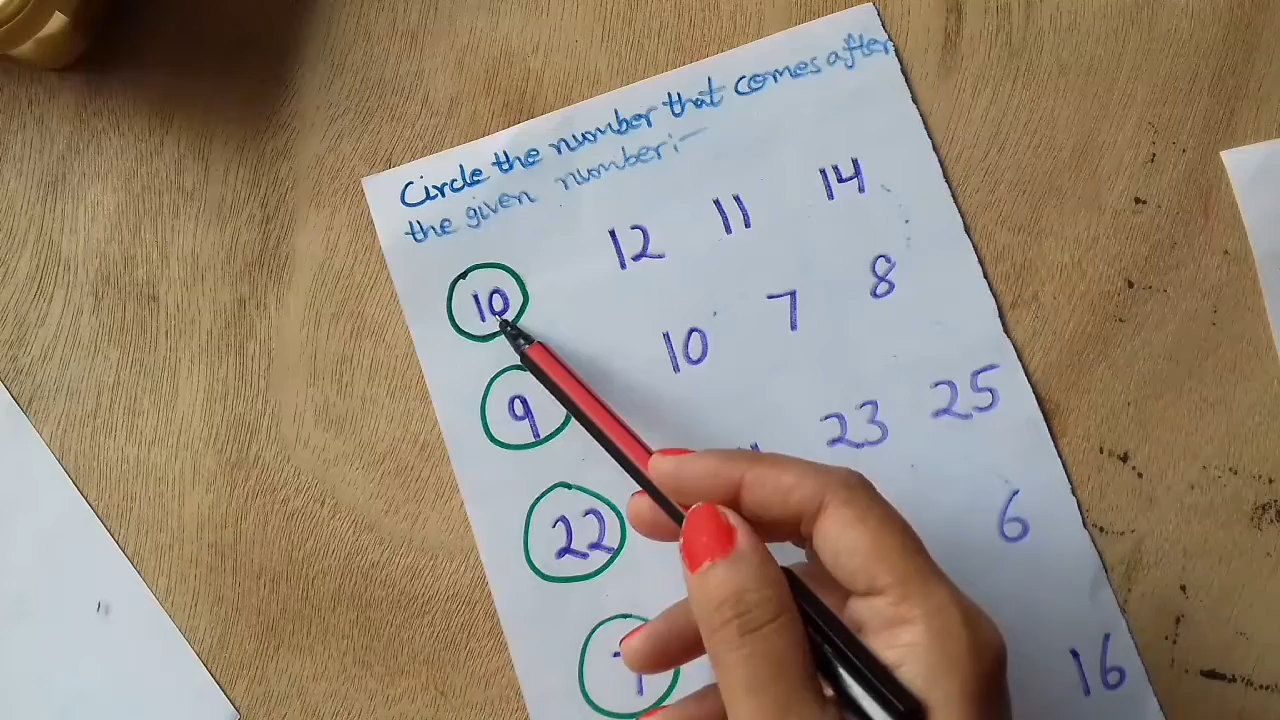 Circle the number that comes after
the given number:-
10 12 11 14
9 10 7 8
22 23 25
7 6
16